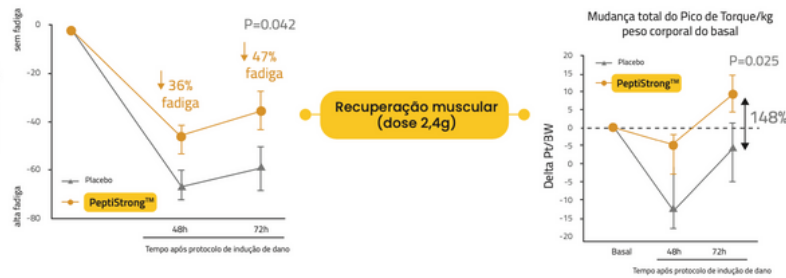 sem fadiga
alta fadiga
0
-20
-40
-60
-80
P=0.042
36%
fadiga
47%
fadiga
Placebo
PeptiStrong™
48h
72h
Tempo após protocolo de indução de dano
Recuperação muscular
(dose 2,4g)
Mudança total do Pico de Torque/kg
peso corporal do basal
Delta Pt/BW
20
15
10
5
0
0
-5
-10
-15
-20
Placebo
PeptiStrong™
P=0.025
148%
Basal
48h
72h
Tempo após protocolo de indução de dano